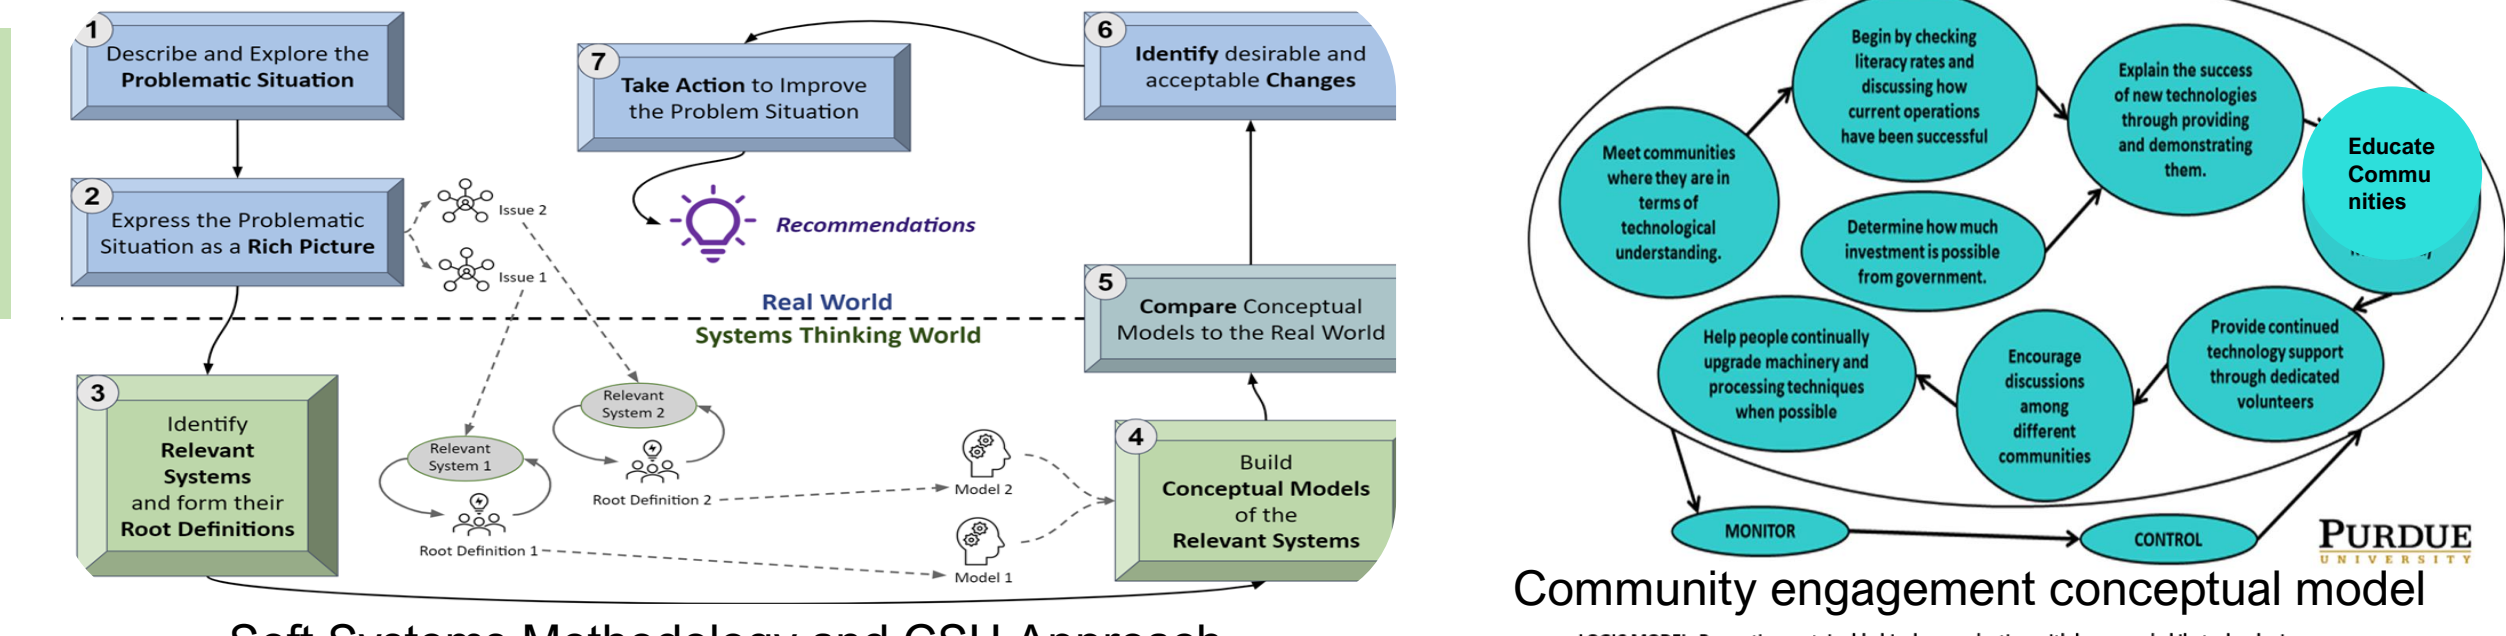 1
Describe and Explore the
Problematic Situation
2
Express the Problematic
Situation as a Rich Picture
Issue 2
Issue 1
7
Take Action to Improve
the Problem Situation
Recommendations
6
Identify desirable and
acceptable Changes
Real World
Systems Thinking World
5
Compare Conceptual
Models to the Real World
3
Identify
Relevant
Systems
and form their
Root Definitions
Relevant
System 1
Root Definition 1
Relevant
System 2
Root Definition 2
Model 2
Model 1
4
Build
Conceptual Models
of the
Relevant Systems
Soft Systems Methodology and CSH Approach
Meet communities
where they are in
terms of
technological
understanding.
Begin by checking
literacy rates and
discussing how
current operations
have been successful
Explain the success
of new technologies
through providing
and demonstrating
them.
Determine how much
investment is possible
from government.
Educate
Commu
nities
Provide continued
technology support
through dedicated
volunteers
Encourage
discussions
among
different
communities
Help people continually
upgrade machinery and
processing techniques
when possible
MONITOR
CONTROL
PURDUE
UNIVERSITY
Community engagement conceptual model